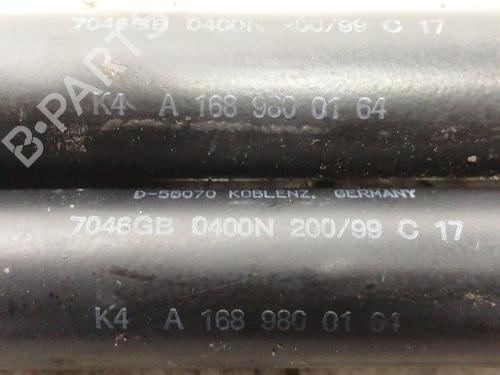 7046GB 0400N 200/99 C 17
K4 A 168 980 01 64
D-56070 KOBLENZ, GERMANY
7046GB 0400N 200/99 C 17
K4 A 168 980 01 64
B-PARTS